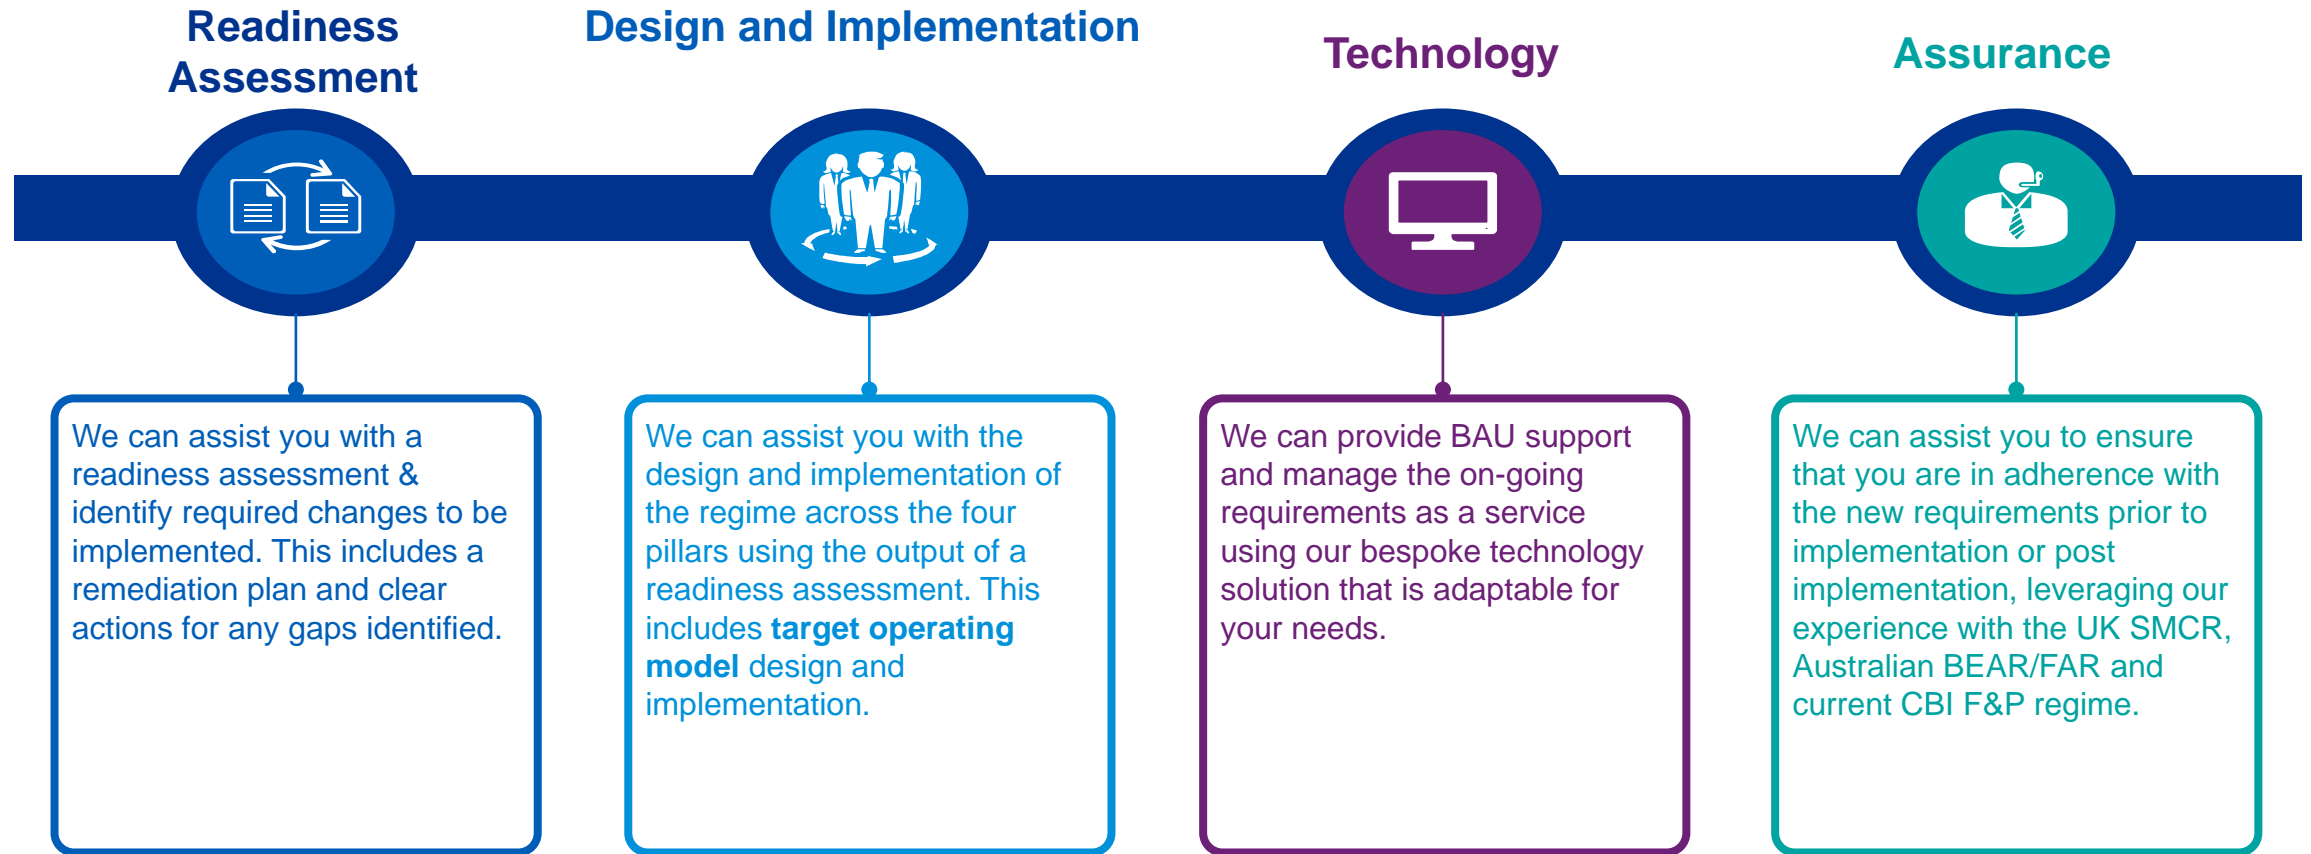 Readiness
Assessment
Design and Implementation
Technology
Assurance
We can assist you with a
readiness assessment &
identify required changes to be
implemented. This includes a
remediation plan and clear
actions for any gaps identified.
We can assist you with the
design and implementation of
the regime across the four
pillars using the output of a
readiness assessment. This
includes target operating
model design and
implementation.
We can provide BAU support
and manage the on-going
requirements as a service
using our bespoke technology
solution that is adaptable for
your needs.
We can assist you to ensure
that you are in adherence with
the new requirements prior to
implementation or post
implementation, leveraging our
experience with the UK SMCR,
Australian BEAR/FAR and
current CBI F&P regime.